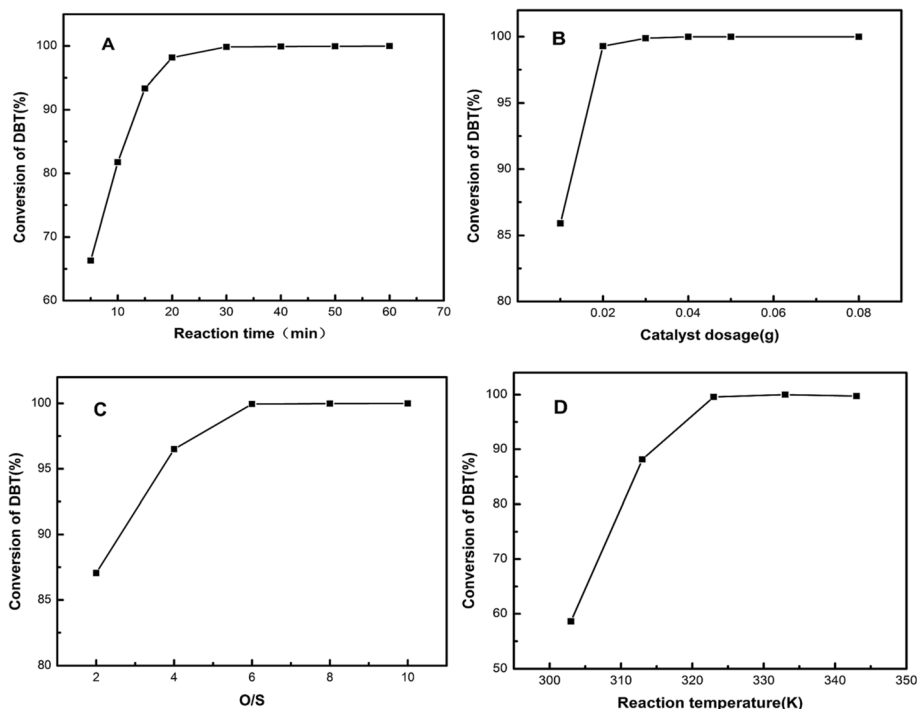 A
Conversion of DBT(%)
100
90
80
70
60
10 20 30 40 50 60 70
Reaction time（min）
B
Conversion of DBT(%)
100
95
90
85
80
0.02 0.04 0.06 0.08
Catalyst dosage(g)
C
Conversion of DBT(%)
100
95
90
85
80
2 4 6 8 10
O/S
D
Conversion of DBT(%)
100
90
80
70
60
50
300 310 320 330 340 350
Reaction temperature(K)